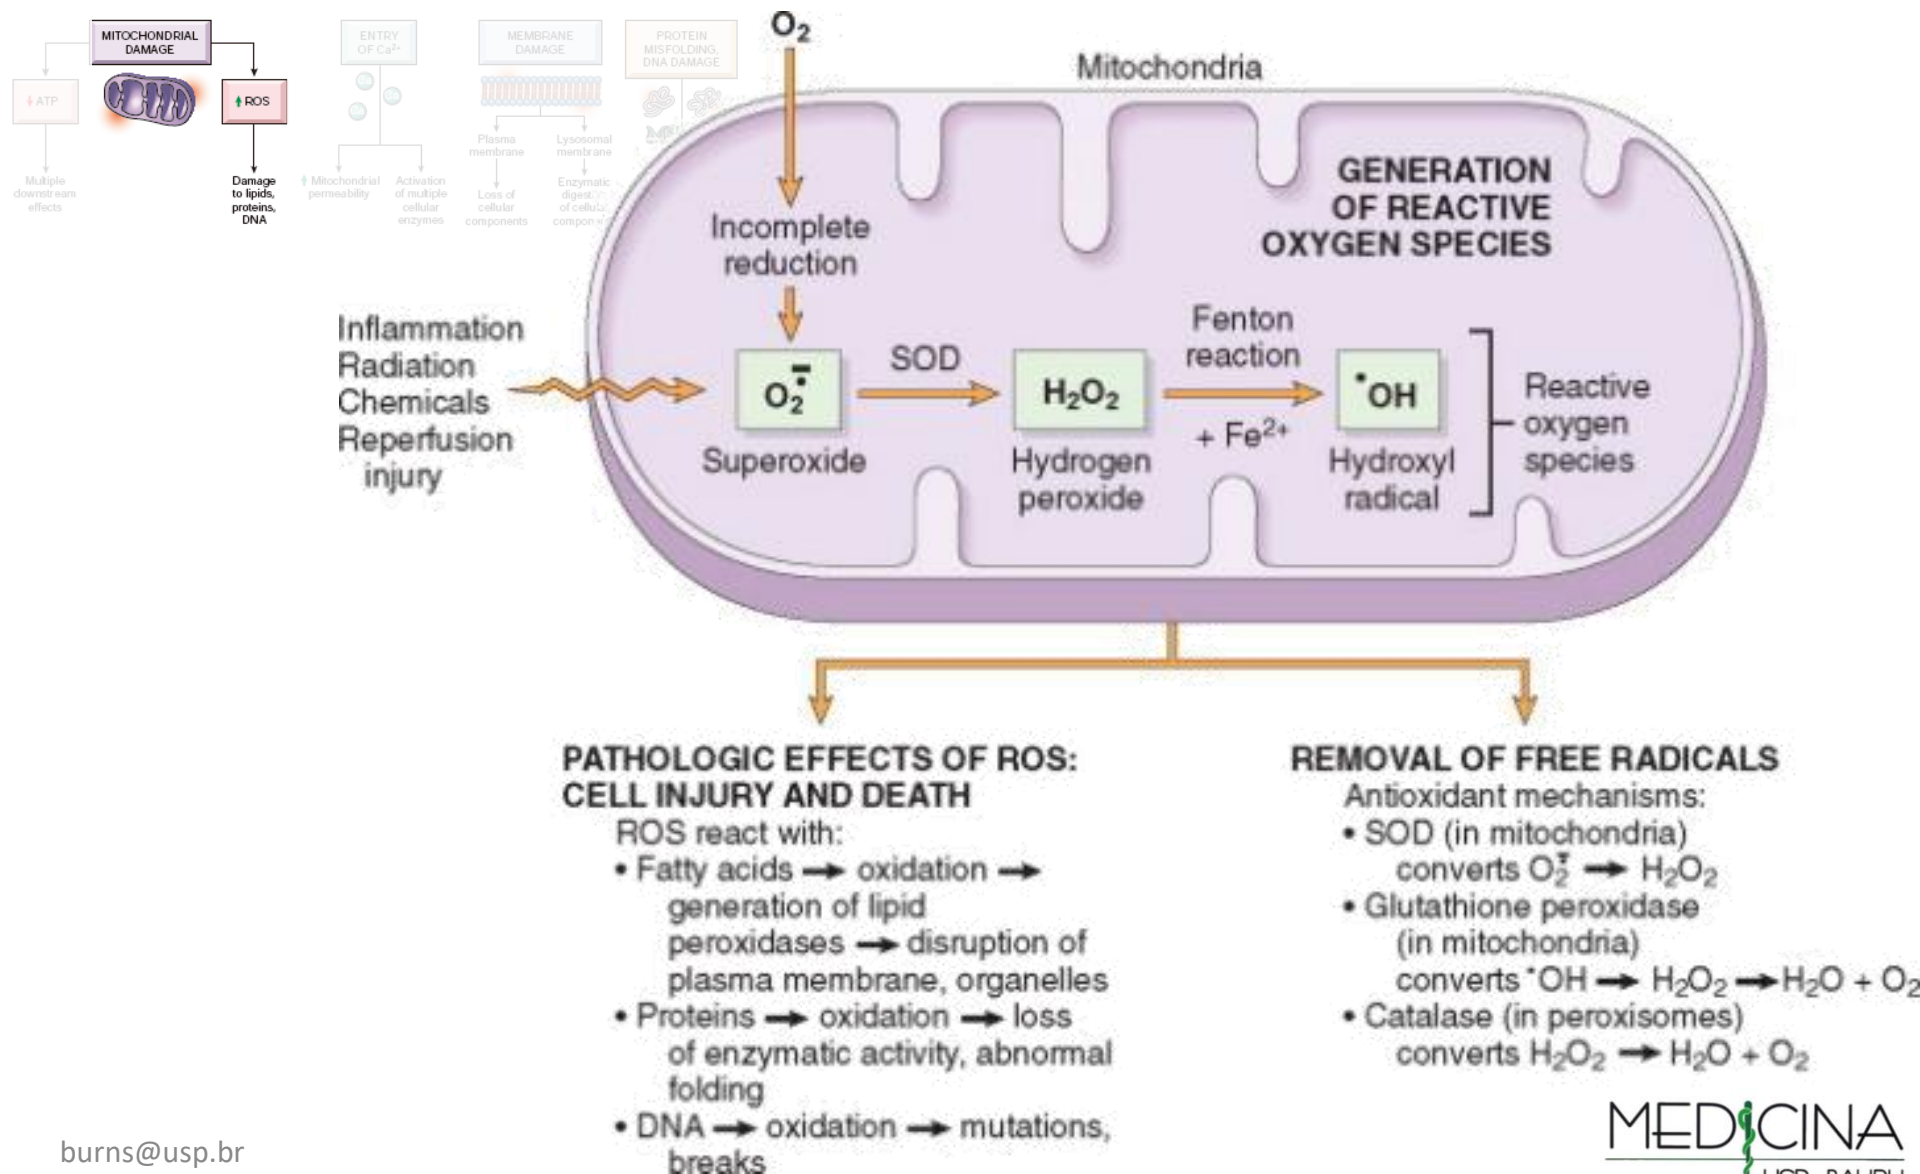 MITOCHONDRIAL
DAMAGE
↓ ATP
↑ ROS
Multiple
downstream
effects
Damage
to lipids,
proteins,
DNA
ENTRY
OF Ca²⁺
↑ Mitochondrial
permeability
Activation
of multiple
cellular
enzymes
MEMBRANE
DAMAGE
Plasma
membrane
Loss of
cellular
components
Lysosomal
membrane
Enzymatic
of cellular
PROTEIN
MISFOLDING,
DNA DAMAGE
O₂
Mitochondria
GENERATION
OF REACTIVE
OXYGEN SPECIES
Incomplete
reduction
Inflammation
Radiation
Chemicals
Reperfusion
injury
O₂•̄
Superoxide
SOD
H₂O₂
Hydrogen
peroxide
Fenton
reaction
+ Fe²⁺
•OH
Hydroxyl
radical
Reactive
oxygen
species
PATHOLOGIC EFFECTS OF ROS:
CELL INJURY AND DEATH
ROS react with:
• Fatty acids → oxidation →
generation of lipid
peroxidases → disruption of
plasma membrane, organelles
• Proteins → oxidation → loss
of enzymatic activity, abnormal
folding
• DNA → oxidation → mutations,
breaks
REMOVAL OF FREE RADICALS
Antioxidant mechanisms:
• SOD (in mitochondria)
converts O₂•̄ → H₂O₂
• Glutathione peroxidase
(in mitochondria)
converts •OH → H₂O₂ → H₂O + O₂
• Catalase (in peroxisomes)
converts H₂O₂ → H₂O + O₂
burns@usp.br
MEDICINA